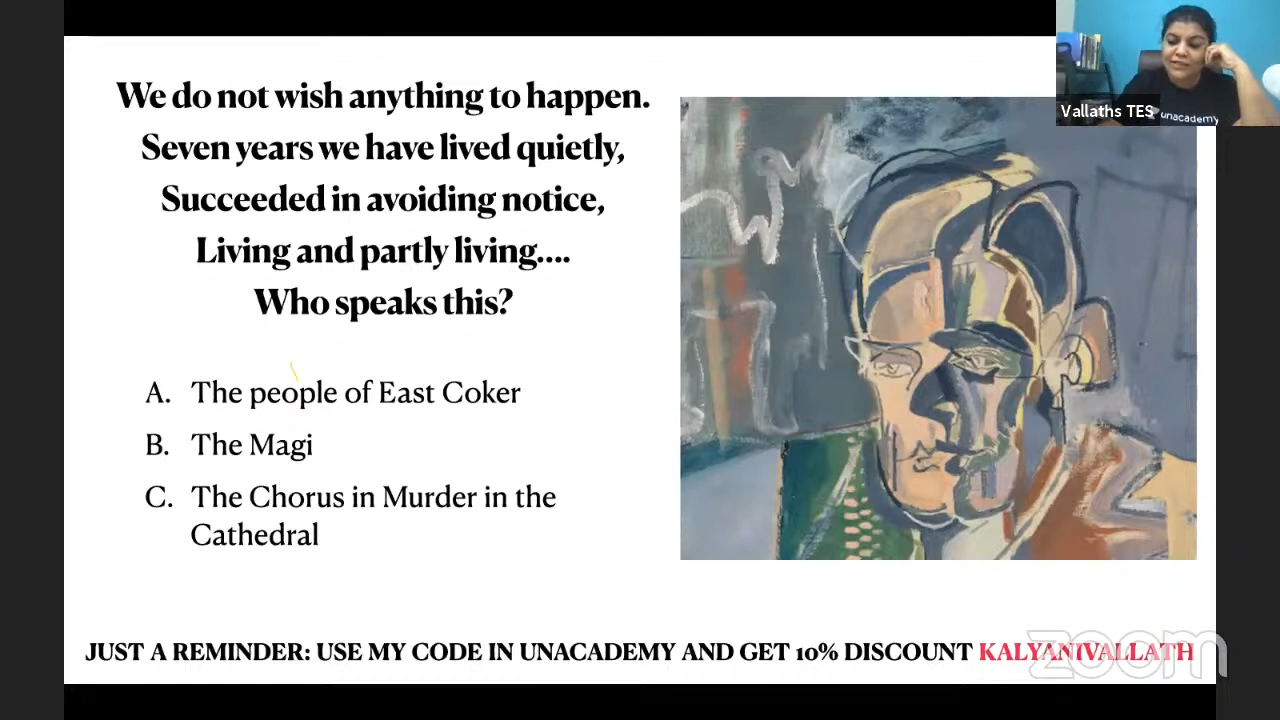 We do not wish anything to happen.
Seven years we have lived quietly,
Succeeded in avoiding notice,
Living and partly living....
Who speaks this?
A. The people of East Coker
B. The Magi
C. The Chorus in Murder in the
Cathedral
JUST A REMINDER: USE MY CODE IN UNACADEMY AND GET 10% DISCOUNT KALYANIVALLATH
zoom
Vallaths TES
unacademy